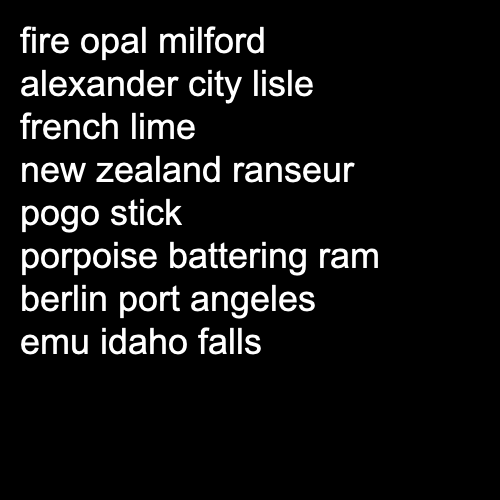 fire opal milford
alexander city lisle
french lime
new zealand ranseur
pogo stick
porpoise battering ram
berlin port angeles
emu idaho falls